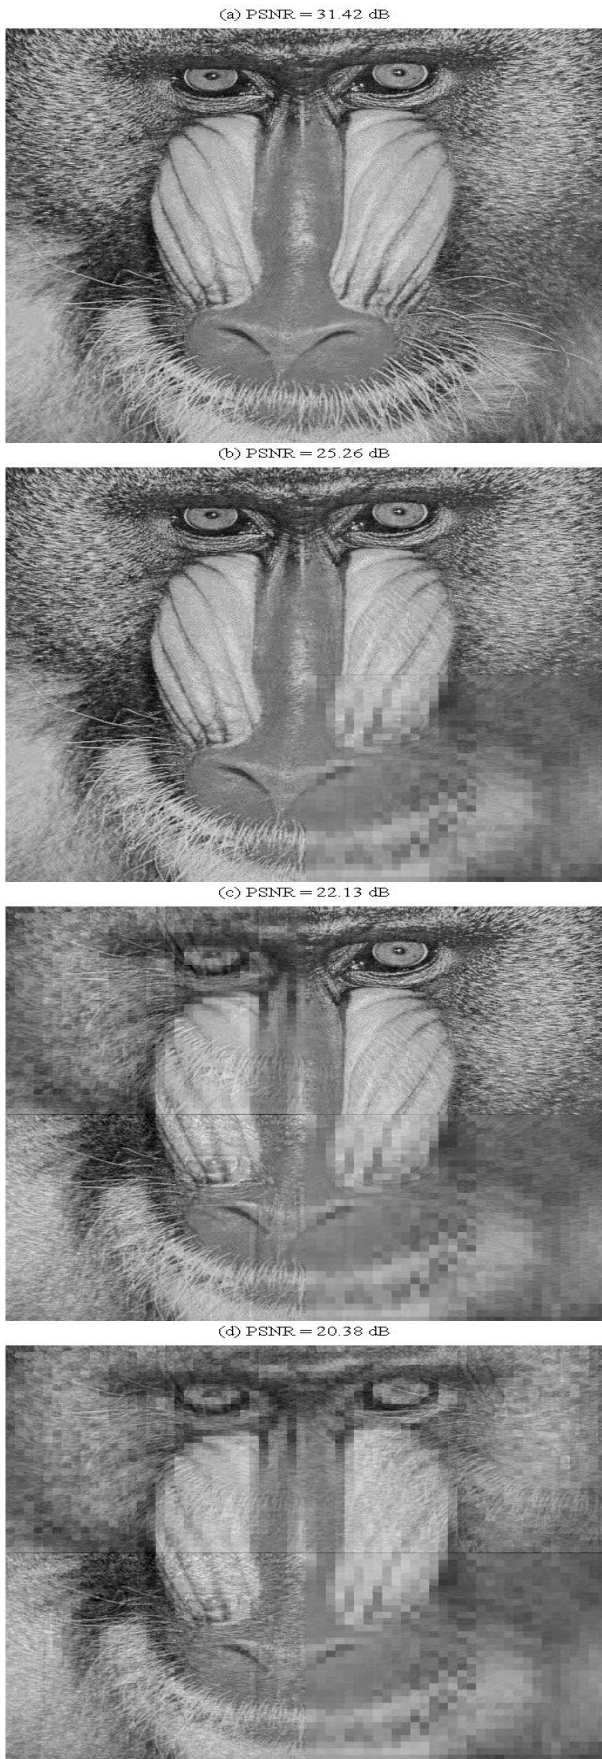 (a) PSNR = 31.42 dB
(b) PSNR = 25.26 dB
(c) PSNR = 22.13 dB
(d) PSNR = 20.38 dB